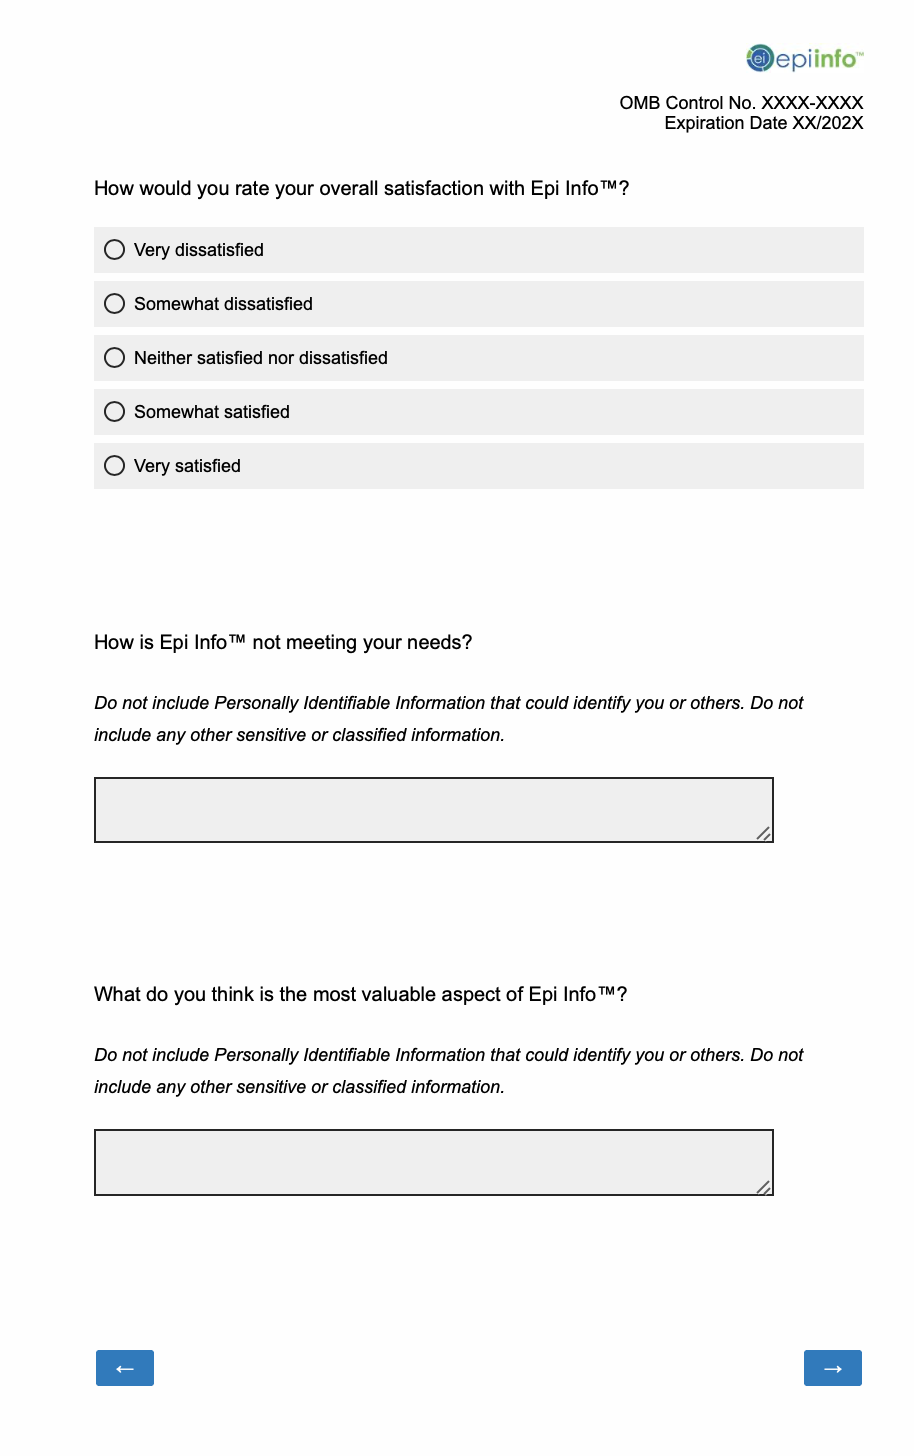 ei epiinfo™
OMB Control No. XXXX-XXXX
Expiration Date XX/202X
How would you rate your overall satisfaction with Epi Info™?
Very dissatisfied
Somewhat dissatisfied
Neither satisfied nor dissatisfied
Somewhat satisfied
Very satisfied
How is Epi Info™ not meeting your needs?
Do not include Personally Identifiable Information that could identify you or others. Do not
include any other sensitive or classified information.
What do you think is the most valuable aspect of Epi Info™?
Do not include Personally Identifiable Information that could identify you or others. Do not
include any other sensitive or classified information.
← →